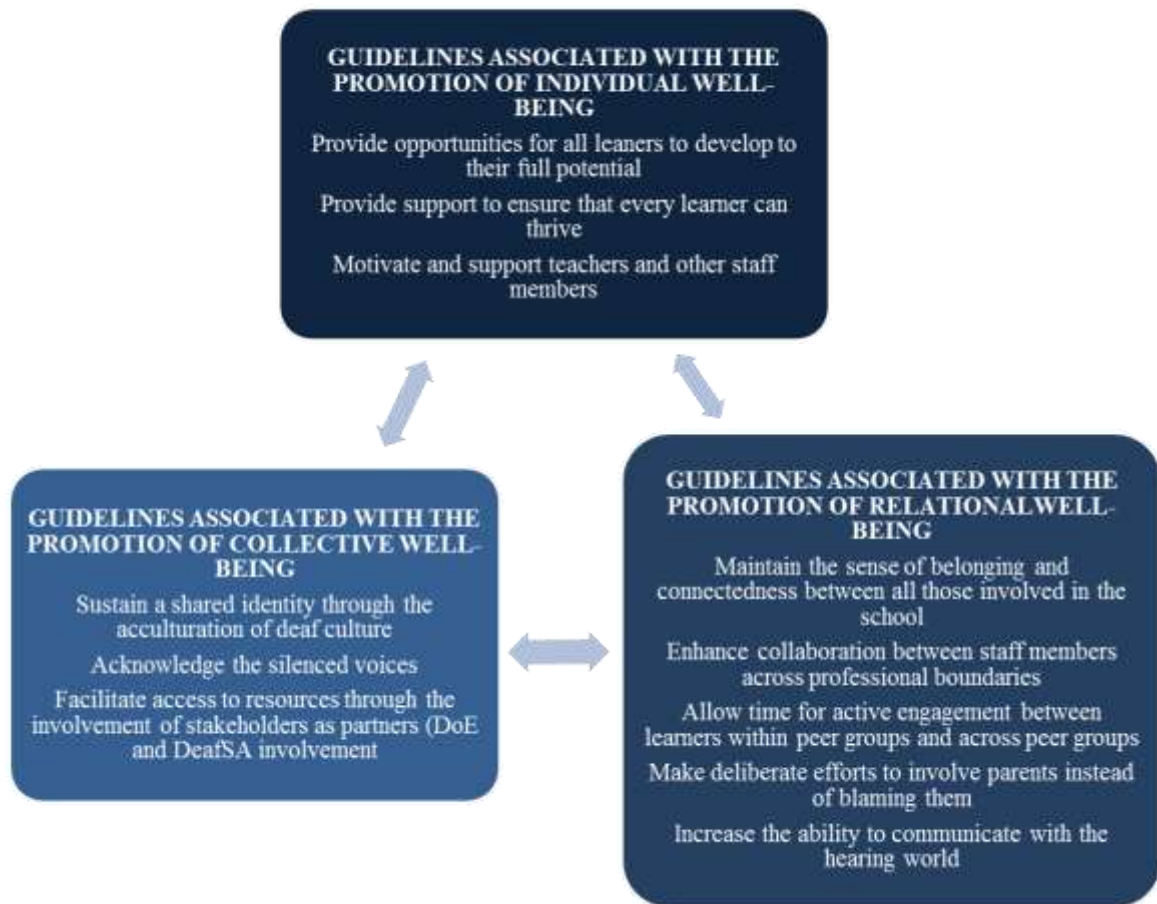 GUIDELINES ASSOCIATED WITH THE
PROMOTION OF INDIVIDUAL WELL-
BEING
Provide opportunities for all leaners to develop to
their full potential
Provide support to ensure that every learner can
thrive
Motivate and support teachers and other staff
members
GUIDELINES ASSOCIATED WITH THE
PROMOTION OF COLLECTIVE WELL-
BEING
Sustain a shared identity through the
acculturation of deaf culture
Acknowledge the silenced voices
Facilitate access to resources through the
involvement of stakeholders as partners (DoE
and DeafSA involvement
GUIDELINES ASSOCIATED WITH THE
PROMOTION OF RELATIONALWELL-
BEING
Maintain the sense of belonging and
connectedness between all those involved in the
school
Enhance collaboration between staff members
across professional boundaries
Allow time for active engagement between
learners within peer groups and across peer groups
Make deliberate efforts to involve parents instead
of blaming them
Increase the ability to communicate with the
hearing world